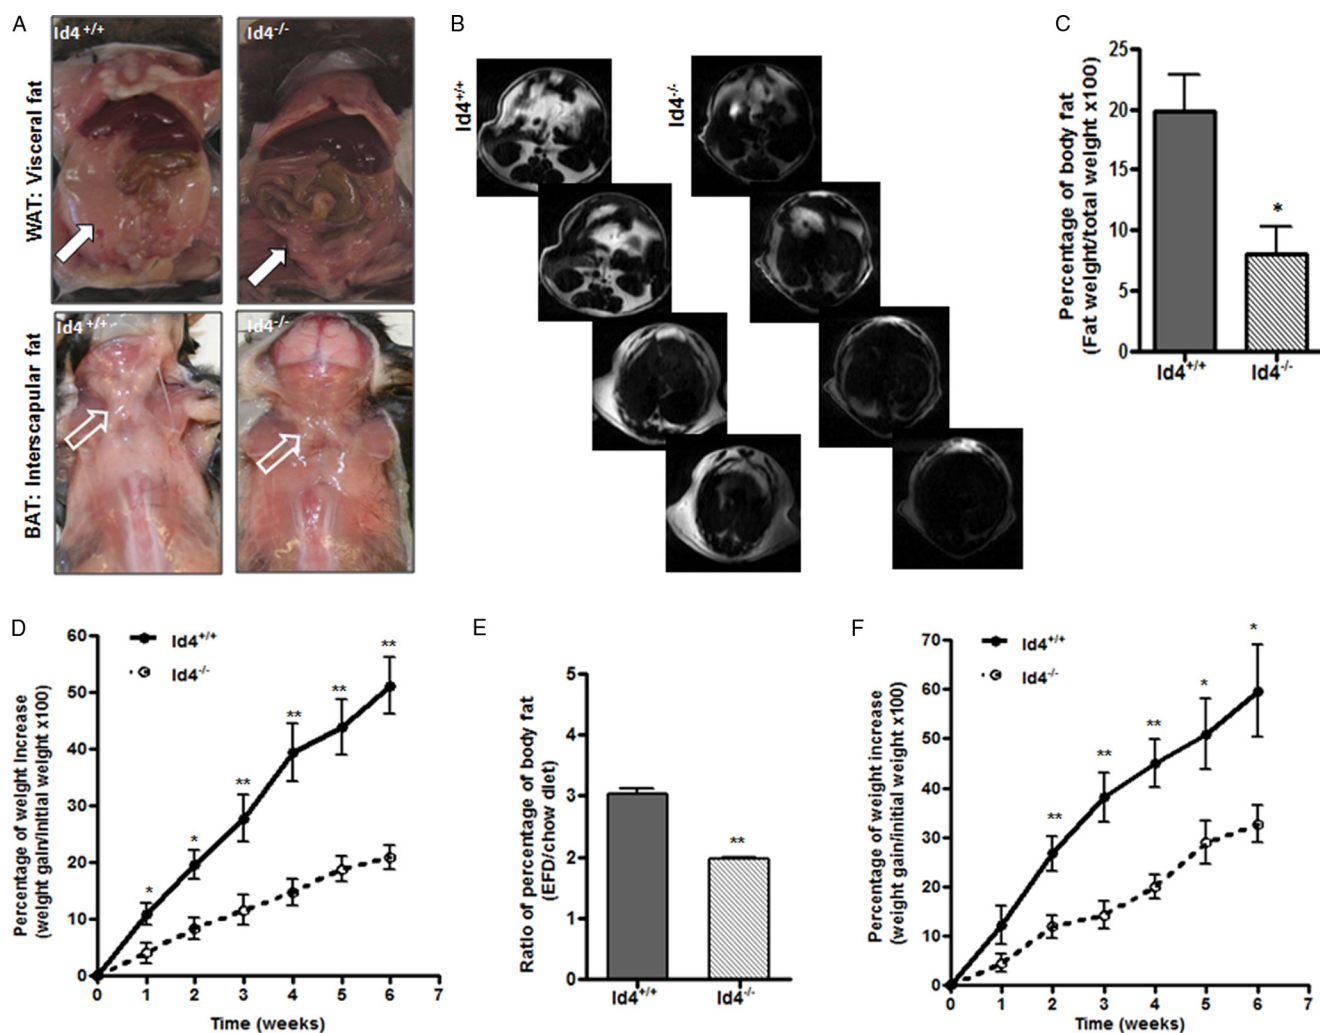 A
Id4+/+
Id4-/-
WAT: Visceral fat
Id4+/+
Id4-/-
BAT: Interscapular fat
B
Id4+/+
Id4-/-
C
Percentage of body fat
(Fat weight/total weight x100)
25
20
15
10
5
0
*
Id4+/+
Id4-/-
D
Id4+/+
Id4-/-
Percentage of weight increase
(weight gain/initial weight x100)
60
50
40
30
20
10
0
*
*
**
**
**
**
0 1 2 3 4 5 6 7
Time (weeks)
E
Ratio of percentage of body fat
(EFD/chow diet)
5
4
3
2
1
0
**
Id4+/+
Id4-/-
F
Id4+/+
Id4-/-
Percentage of weight increase
(weight gain/initial weight x100)
70
60
50
40
30
20
10
0
**
**
**
*
*
0 1 2 3 4 5 6 7
Time (weeks)